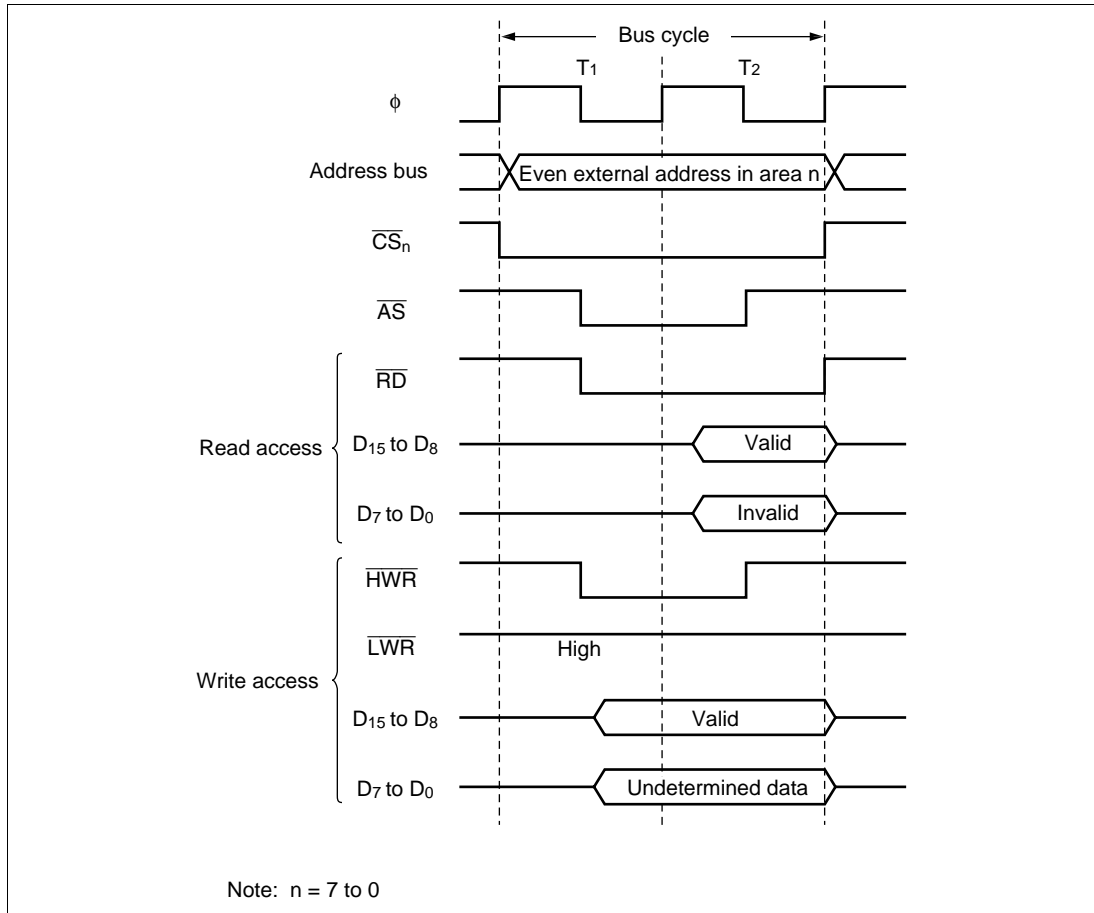 Bus cycle
T1 T2
ϕ
Address bus Even external address in area n
CSn
AS
RD
Read access D15 to D8 Valid
D7 to D0 Invalid
HWR
LWR High
Write access
D15 to D8 Valid
D7 to D0 Undetermined data
Note: n = 7 to 0